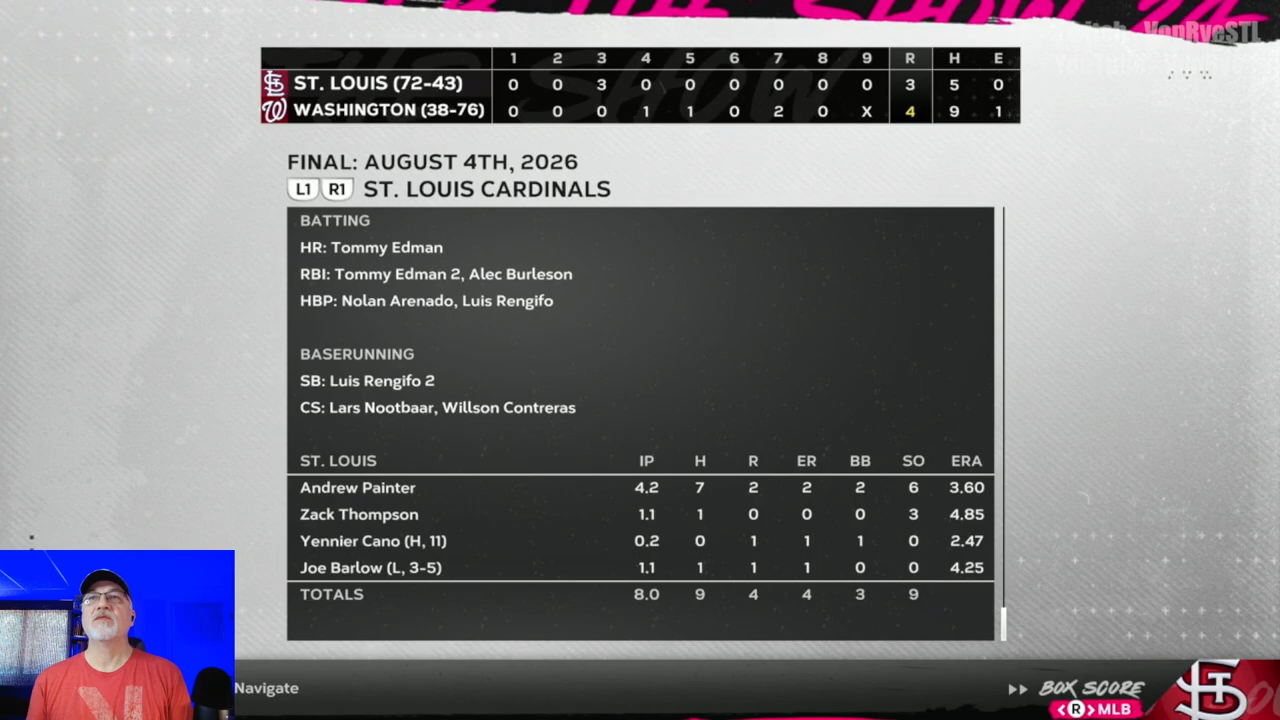 THE SHOW 24
Twitch VonRyeSTL
1 2 3 4 5 6 7 8 9 R H E
ST. LOUIS (72-43) 0 0 3 0 0 0 0 0 0 3 5 0
WASHINGTON (38-76) 0 0 0 1 1 0 2 0 X 4 9 1
FINAL: AUGUST 4TH, 2026
L1 R1 ST. LOUIS CARDINALS
BATTING
HR: Tommy Edman
RBI: Tommy Edman 2, Alec Burleson
HBP: Nolan Arenado, Luis Rengifo
BASERUNNING
SB: Luis Rengifo 2
CS: Lars Nootbaar, Willson Contreras
ST. LOUIS IP H R ER BB SO ERA
Andrew Painter 4.2 7 2 2 2 6 3.60
Zack Thompson 1.1 1 0 0 0 3 4.85
Yennier Cano (H, 11) 0.2 0 1 1 1 0 2.47
Joe Barlow (L, 3-5) 1.1 1 1 1 0 0 4.25
TOTALS 8.0 9 4 4 3 9
Navigate
BOX SCORE
R MLB